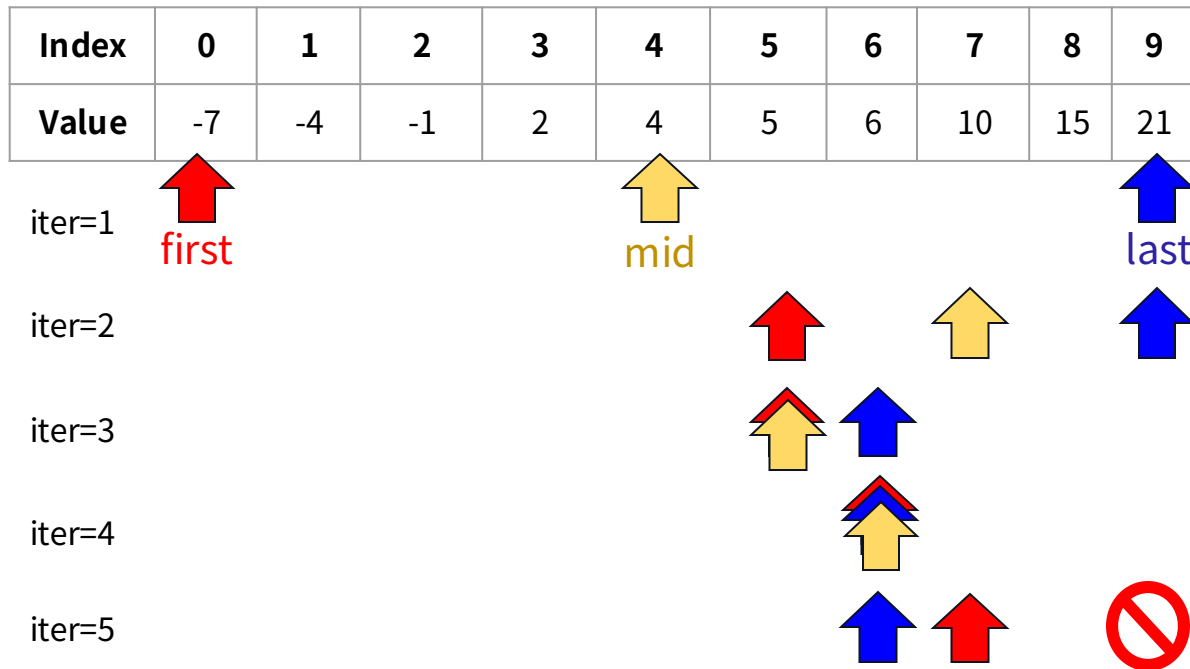 Index 0 1 2 3 4 5 6 7 8 9
Value -7 -4 -1 2 4 5 6 10 15 21
iter=1
first mid last
iter=2
iter=3
iter=4
iter=5